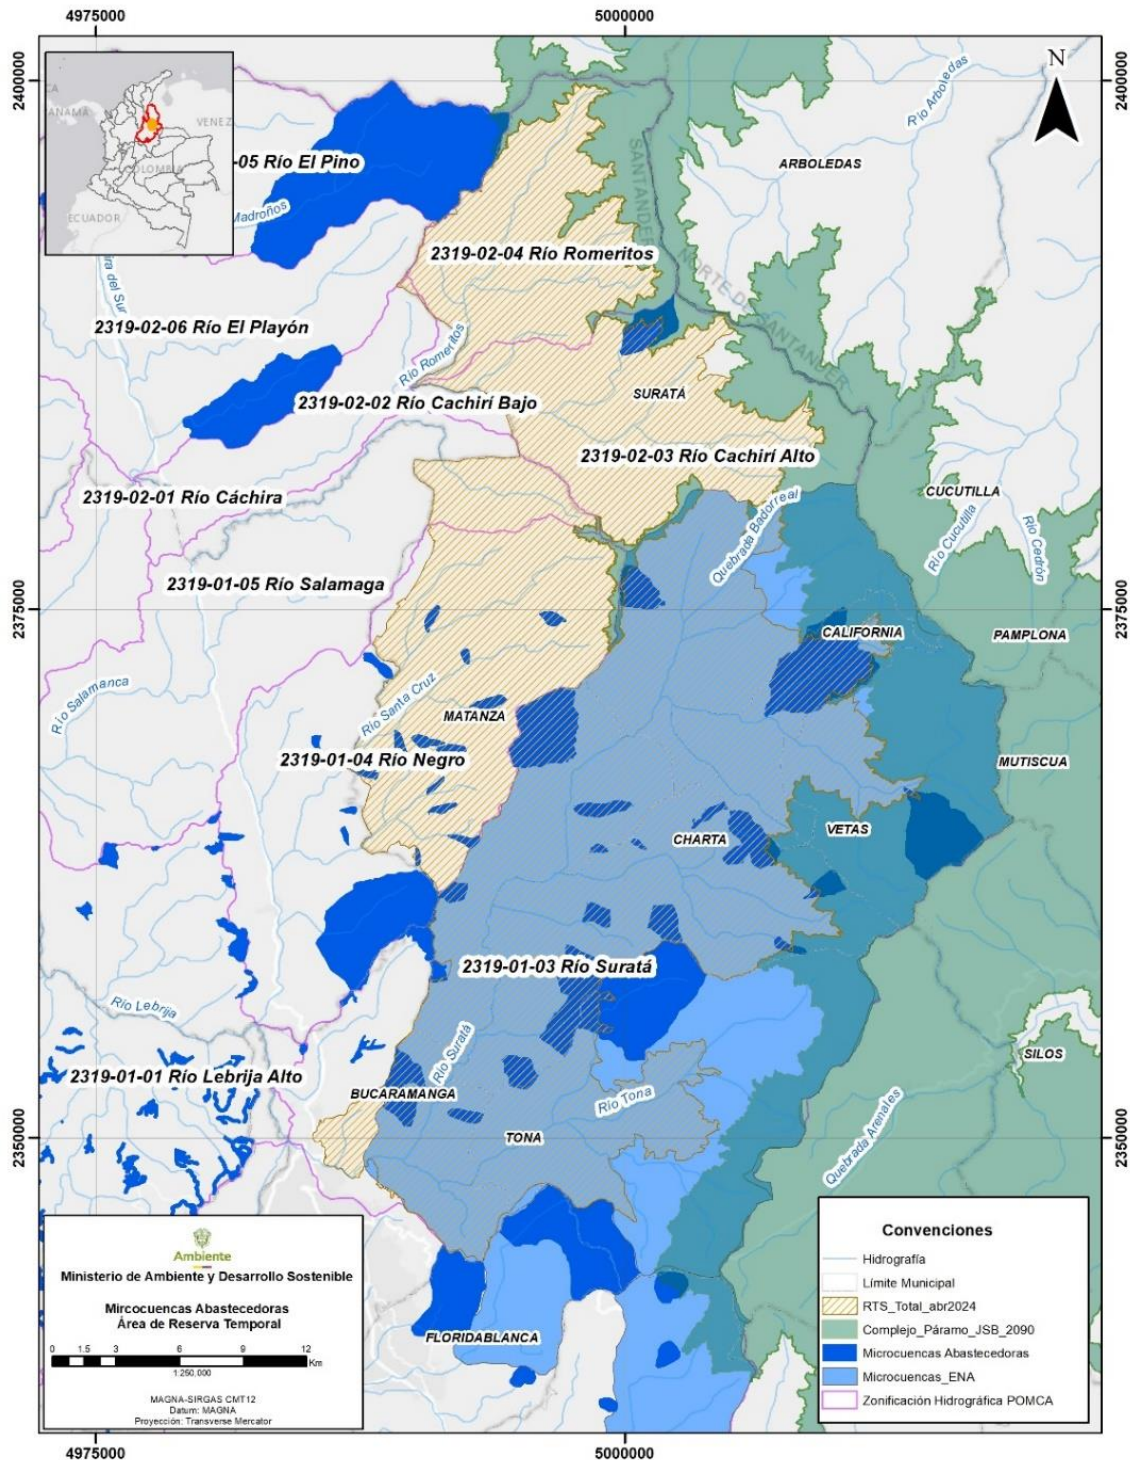 4975000
5000000
2400000
2400000
N
PANAMA
VENEZ
COLOMBIA
ECUADOR
-05 Río El Pino
Madroños
Río Arboledas
ARBOLEDAS
SANTANDER
NORTE DE SANTANDER
2319-02-04 Río Romeritos
2319-02-06 Río El Playón
Río Romeritos
SURATÁ
2319-02-02 Río Cachirí Bajo
2319-02-03 Río Cachirí Alto
2319-02-01 Río Cáchira
CUCUTILLA
Quebrada Badorreal
Río Cucutilla
Río Cedrón
2319-01-05 Río Salamaga
2375000
2375000
CALIFORNIA
PAMPLONA
Río Salamanca
Río Santa Cruz
MATANZA
2319-01-04 Río Negro
MUTISCUA
CHARTA
VETAS
2319-01-03 Río Suratá
Río Lebrija
Río Suratá
SILOS
2319-01-01 Río Lebrija Alto
BUCARAMANGA
Río Tona
Quebrada Arenales
TONA
2350000
2350000
FLORIDABLANCA
Ambiente
Ministerio de Ambiente y Desarrollo Sostenible
Mircocuencas Abastecedoras
Área de Reserva Temporal
0 1.5 3 6 9 12
Km
1:250,000
MAGNA-SIRGAS CMT12
Datum: MAGNA
Proyección: Transverse Mercator
Convenciones
Hidrografía
Límite Municipal
RTS_Total_abr2024
Complejo_Páramo_JSB_2090
Microcuencas Abastecedoras
Microcuencas_ENA
Zonificación Hidrográfica POMCA
4975000
5000000